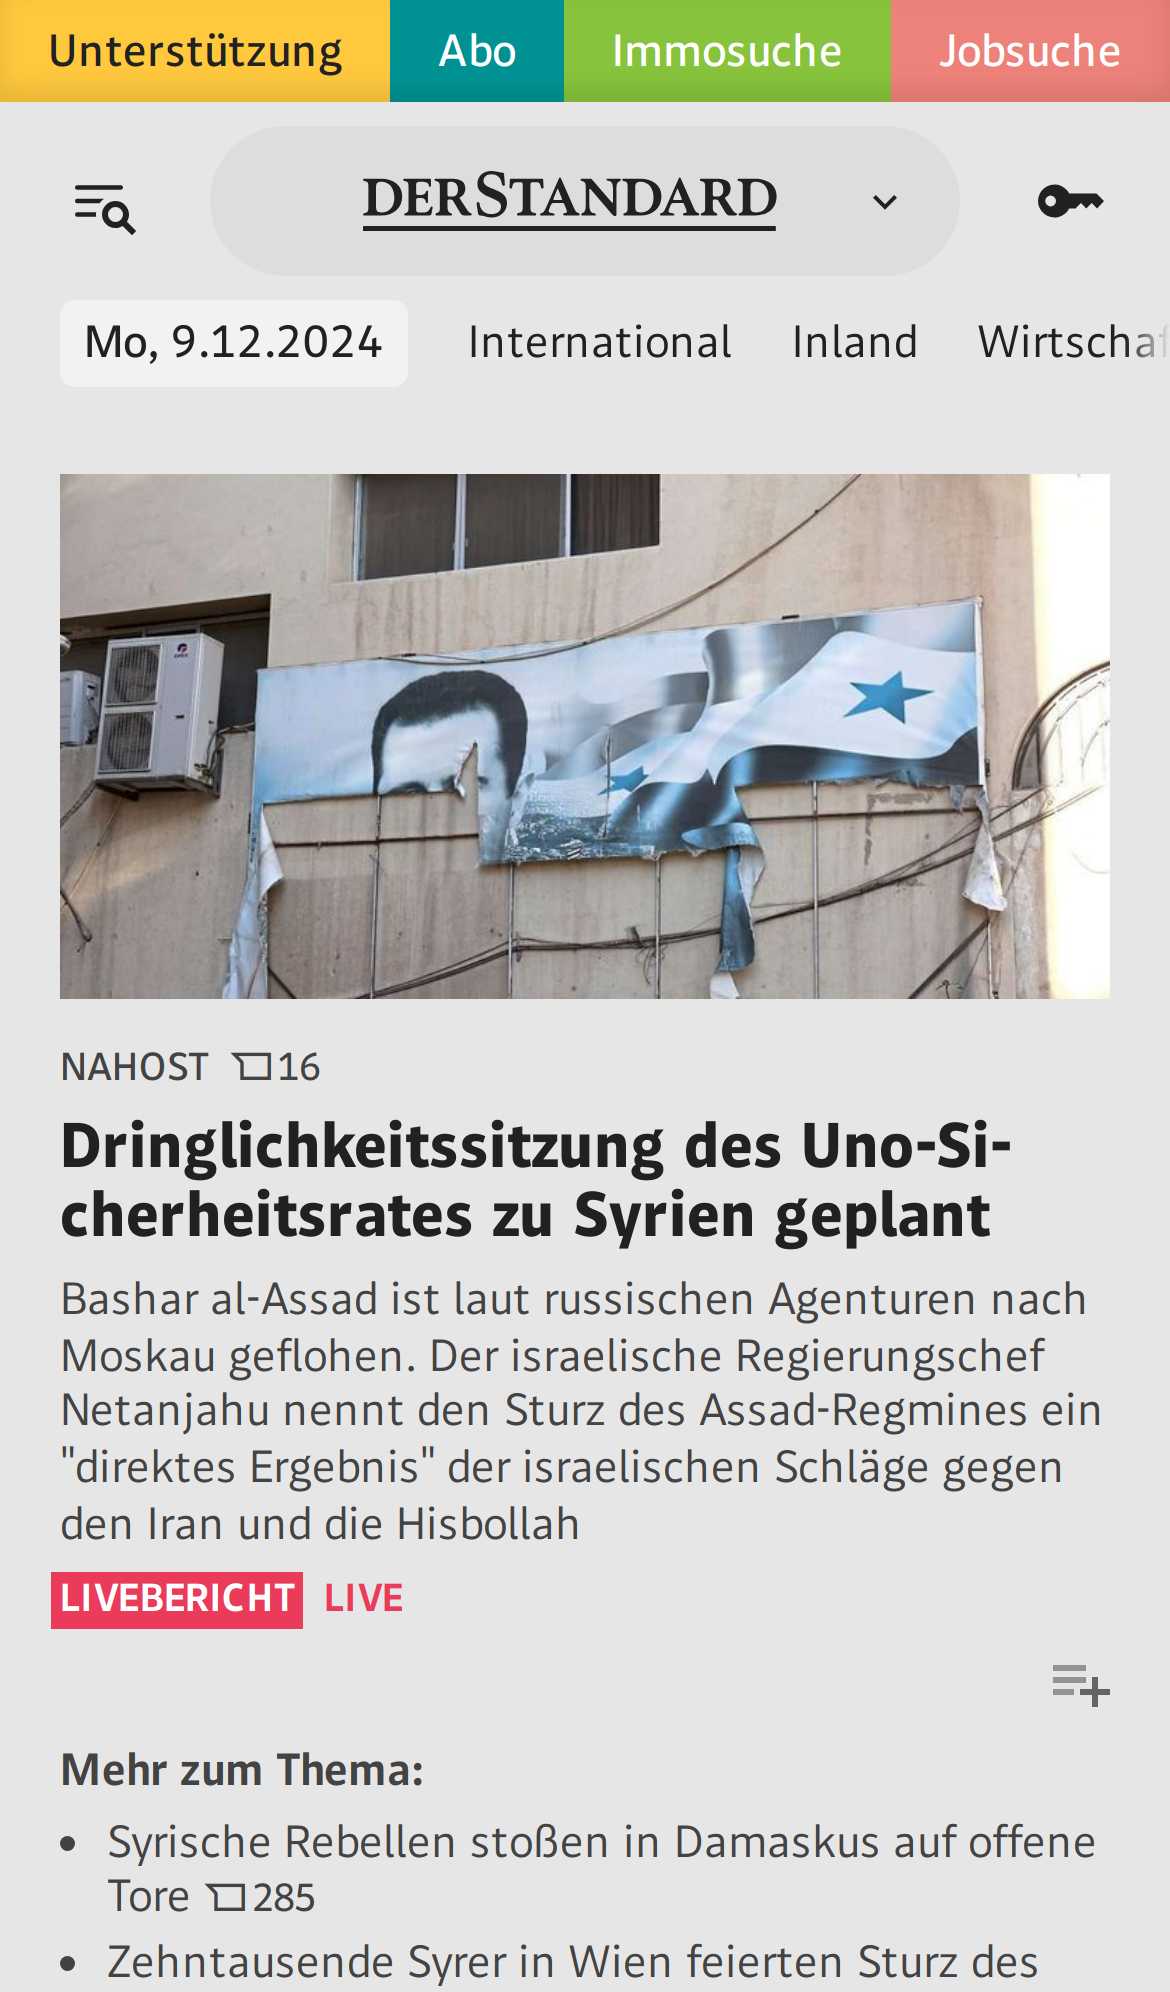 Unterstützung Abo Immosuche Jobsuche
DERSTANDARD
Mo, 9.12.2024 International Inland Wirtschaf
NAHOST 16
Dringlichkeitssitzung des Uno-Si-
cherheitsrates zu Syrien geplant
Bashar al-Assad ist laut russischen Agenturen nach
Moskau geflohen. Der israelische Regierungschef
Netanjahu nennt den Sturz des Assad-Regmines ein
"direktes Ergebnis" der israelischen Schläge gegen
den Iran und die Hisbollah
LIVEBERICHT LIVE
Mehr zum Thema:
• Syrische Rebellen stoßen in Damaskus auf offene
Tore 285
• Zehntausende Syrer in Wien feierten Sturz des